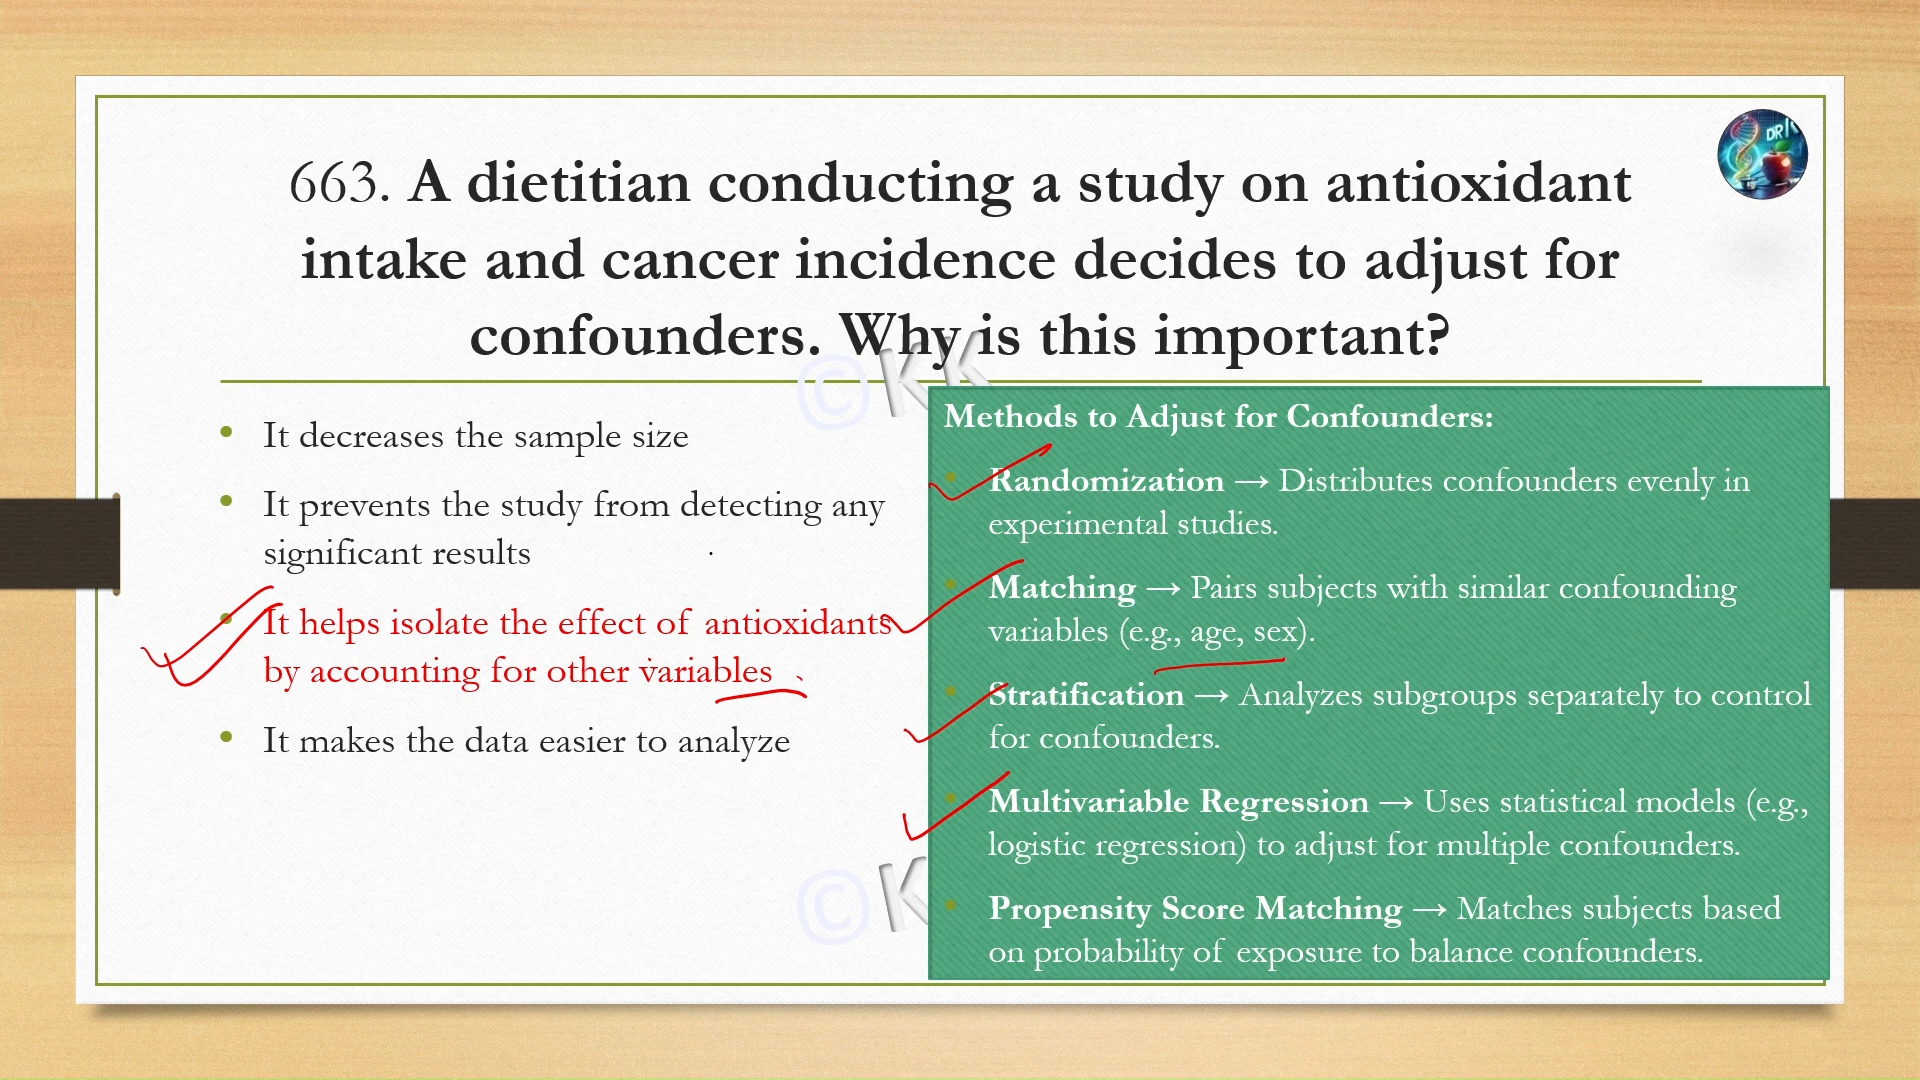 663. A dietitian conducting a study on antioxidant
intake and cancer incidence decides to adjust for
confounders. Why is this important?
DR
©KK
• It decreases the sample size
• It prevents the study from detecting any
significant results
• It helps isolate the effect of antioxidants
by accounting for other variables
• It makes the data easier to analyze
©K
Methods to Adjust for Confounders:
• Randomization → Distributes confounders evenly in
experimental studies.
• Matching → Pairs subjects with similar confounding
variables (e.g., age, sex).
• Stratification → Analyzes subgroups separately to control
for confounders.
• Multivariable Regression → Uses statistical models (e.g.,
logistic regression) to adjust for multiple confounders.
• Propensity Score Matching → Matches subjects based
on probability of exposure to balance confounders.